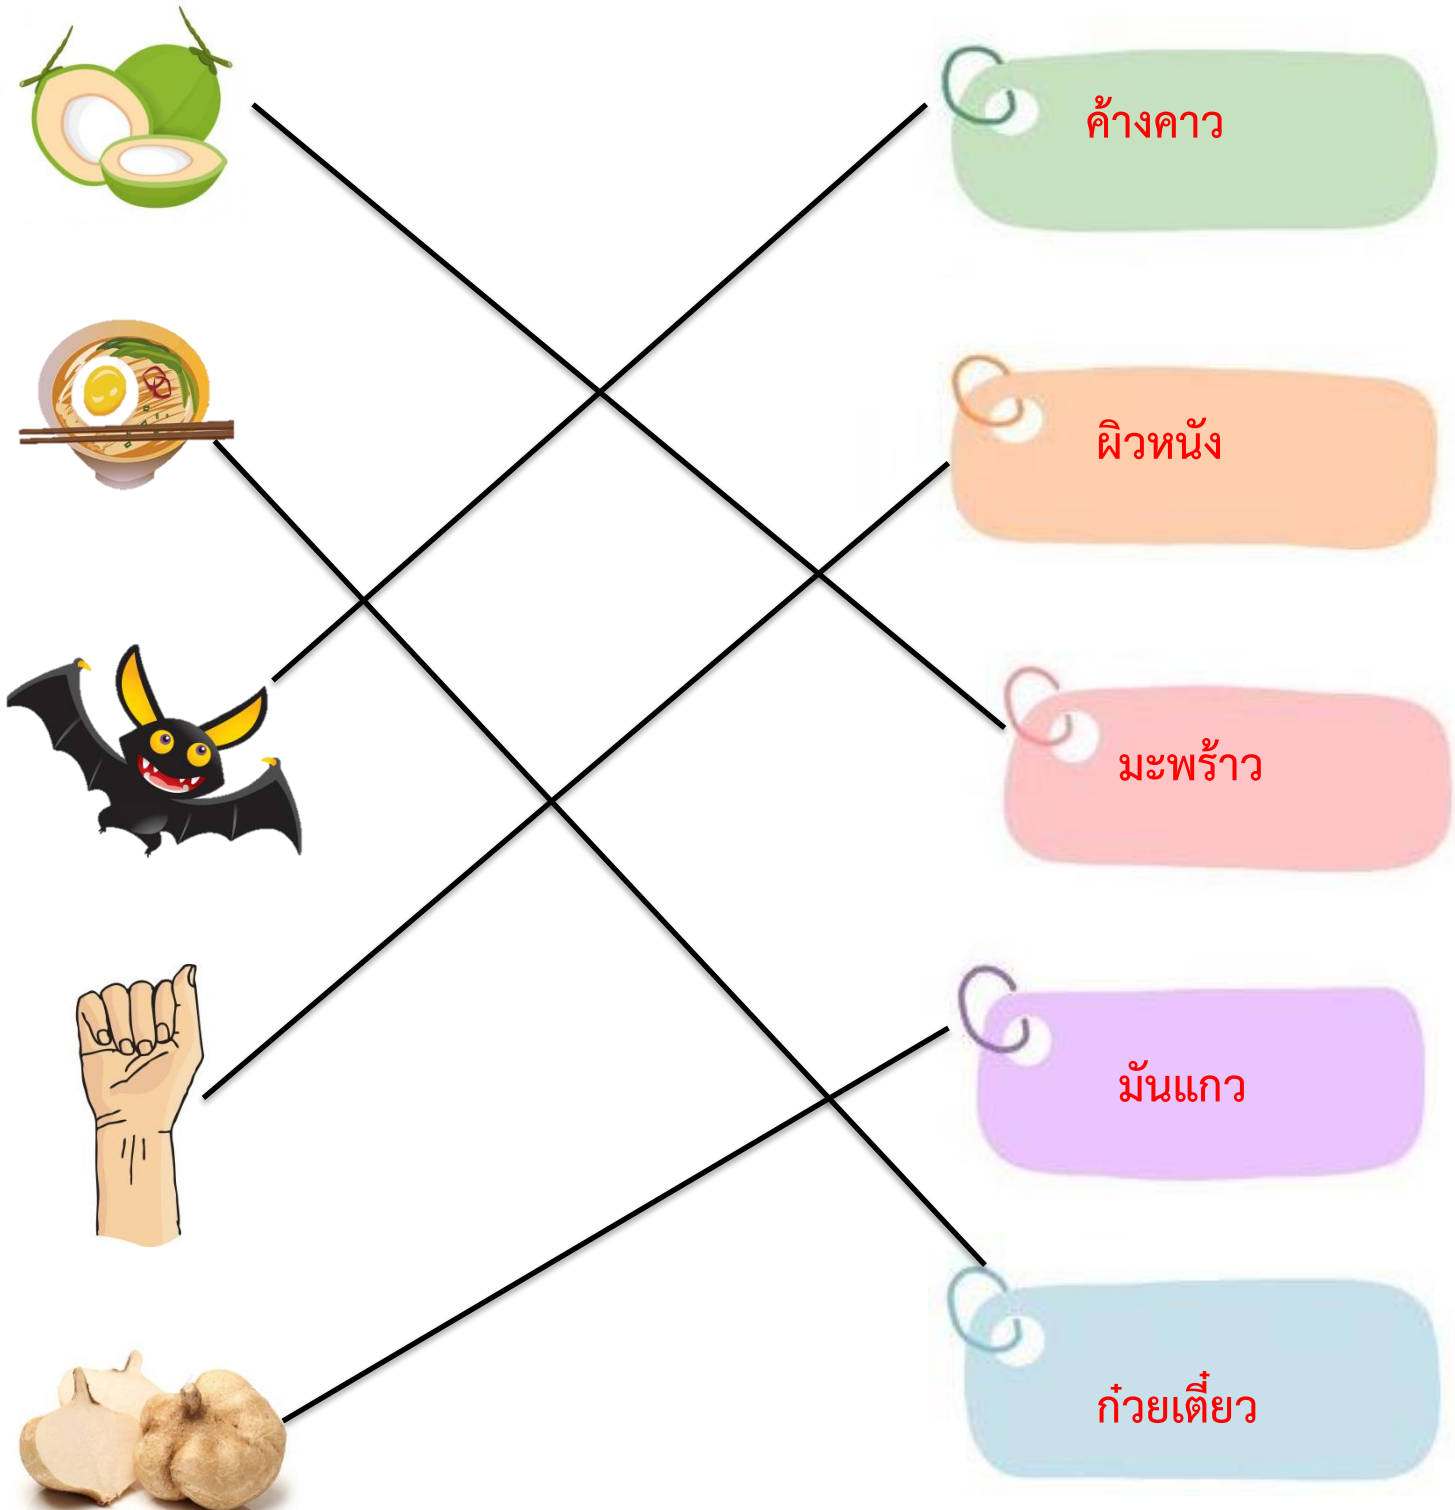 ค้างคาว
ผิวหนัง
มะพร้าว
มันแกว
ก๋วยเตี๋ยว